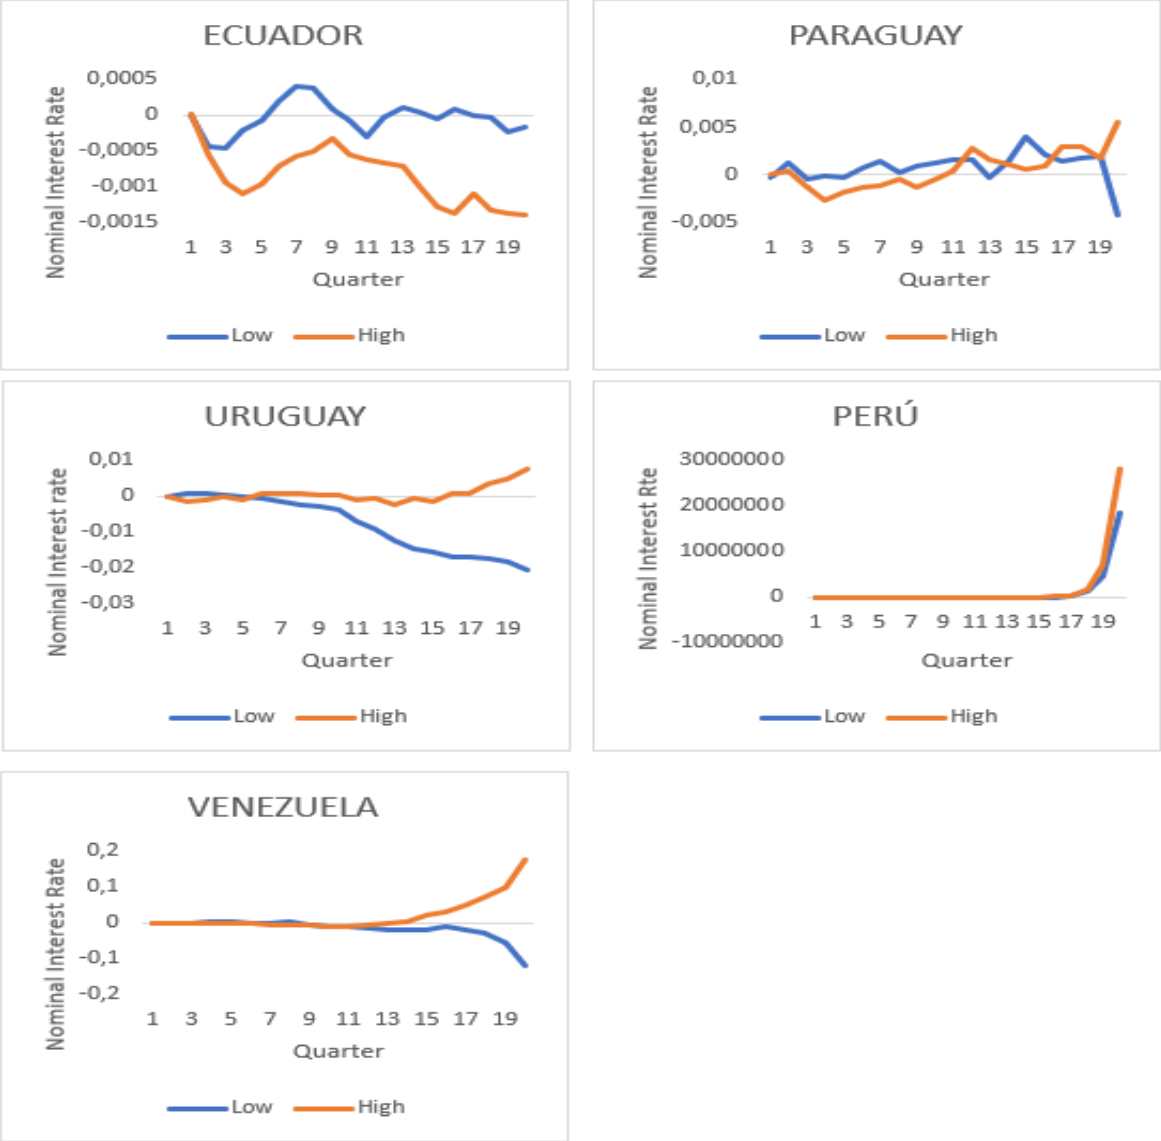 ECUADOR
Nominal Interest Rate
0,0005
0
-0,0005
-0,001
-0,0015
1 3 5 7 9 11 13 15 17 19
Quarter
Low High
PARAGUAY
Nominal Interest Rate
0,01
0,005
0
-0,005
1 3 5 7 9 11 13 15 17 19
Quarter
Low High
URUGUAY
Nominal Interest rate
0,01
0
-0,01
-0,02
-0,03
1 3 5 7 9 11 13 15 17 19
Quarter
Low High
PERÚ
Nominal Interest Rte
30000000
20000000
10000000
0
-10000000
1 3 5 7 9 11 13 15 17 19
Quarter
Low High
VENEZUELA
Nominal Interest Rate
0,2
0,1
0
-0,1
-0,2
1 3 5 7 9 11 13 15 17 19
Quarter
Low High